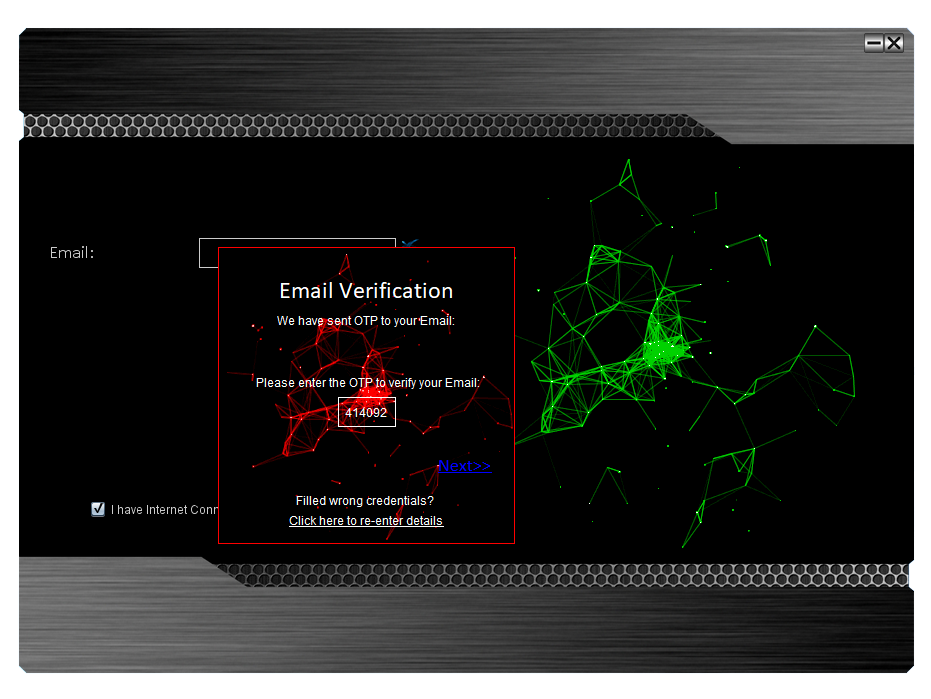 Email:
Email Verification
We have sent OTP to your Email:
Please enter the OTP to verify your Email:
414092
Next>>
I have Internet Conn
Filled wrong credentials?
Click here to re-enter details